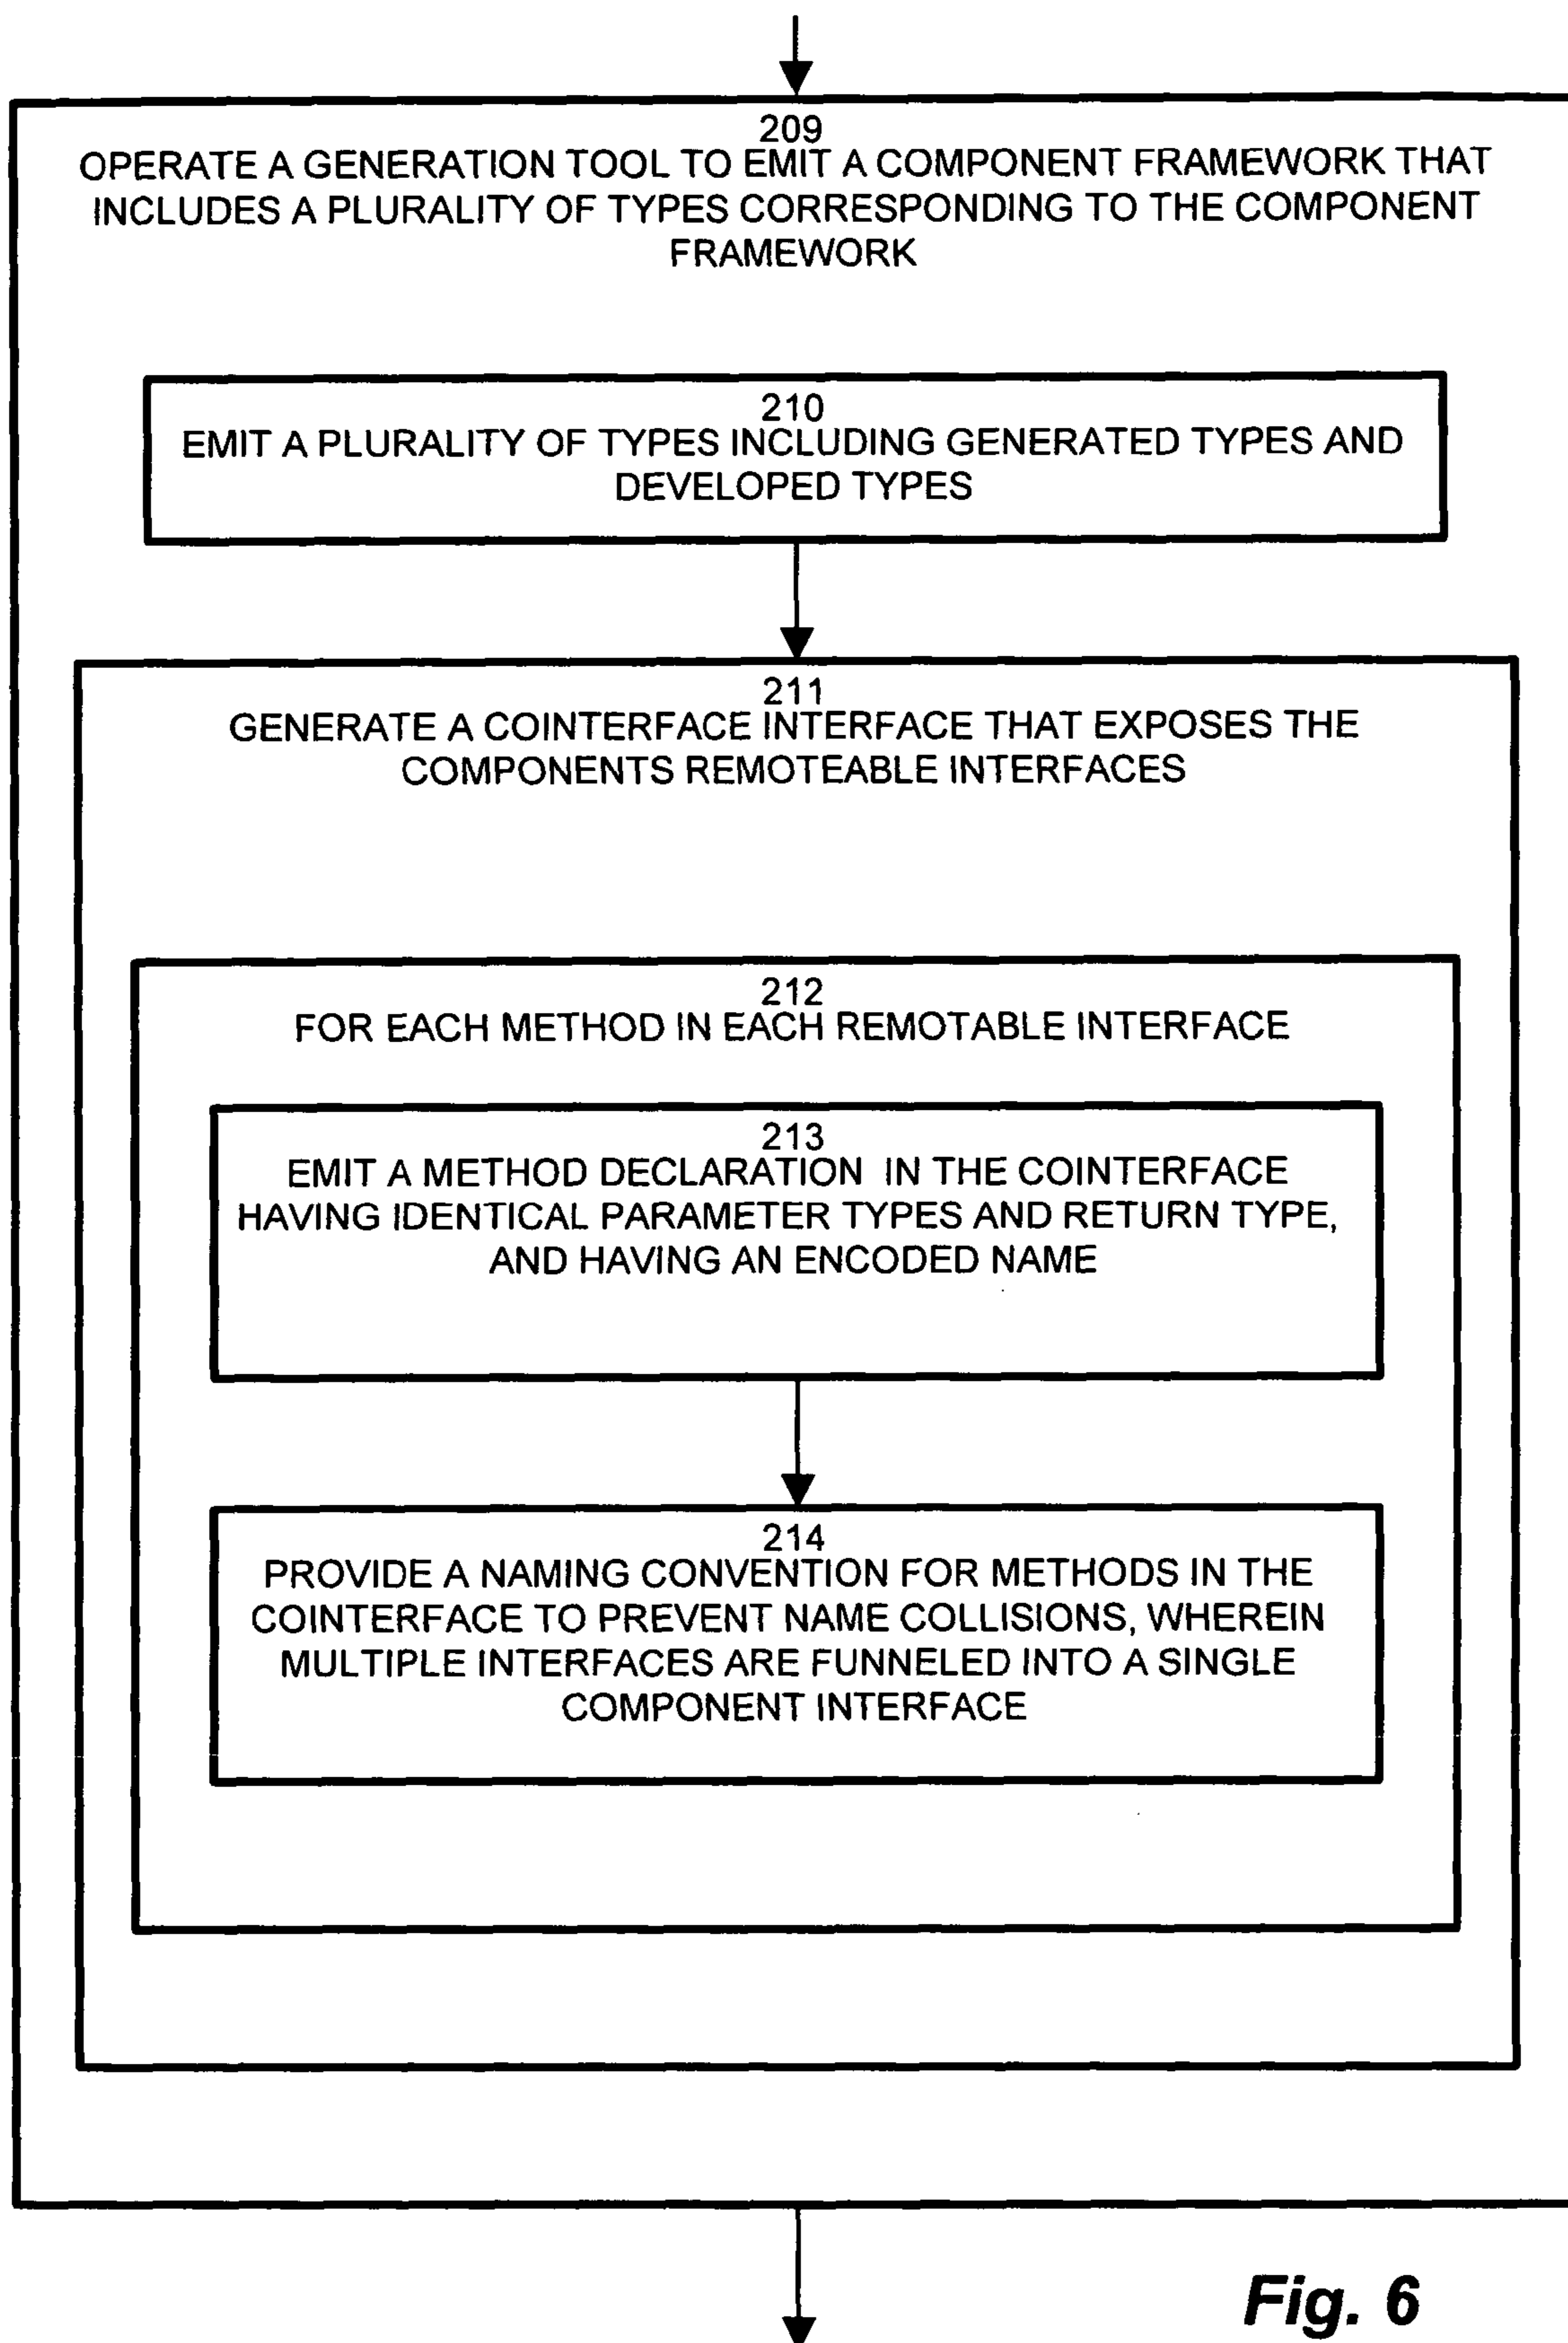 209
OPERATE A GENERATION TOOL TO EMIT A COMPONENT FRAMEWORK THAT
INCLUDES A PLURALITY OF TYPES CORRESPONDING TO THE COMPONENT
FRAMEWORK
210
EMIT A PLURALITY OF TYPES INCLUDING GENERATED TYPES AND
DEVELOPED TYPES
211
GENERATE A COINTERFACE INTERFACE THAT EXPOSES THE
COMPONENTS REMOTEABLE INTERFACES
212
FOR EACH METHOD IN EACH REMOTABLE INTERFACE
213
EMIT A METHOD DECLARATION IN THE COINTERFACE
HAVING IDENTICAL PARAMETER TYPES AND RETURN TYPE,
AND HAVING AN ENCODED NAME
214
PROVIDE A NAMING CONVENTION FOR METHODS IN THE
COINTERFACE TO PREVENT NAME COLLISIONS, WHEREIN
MULTIPLE INTERFACES ARE FUNNELED INTO A SINGLE
COMPONENT INTERFACE
Fig. 6